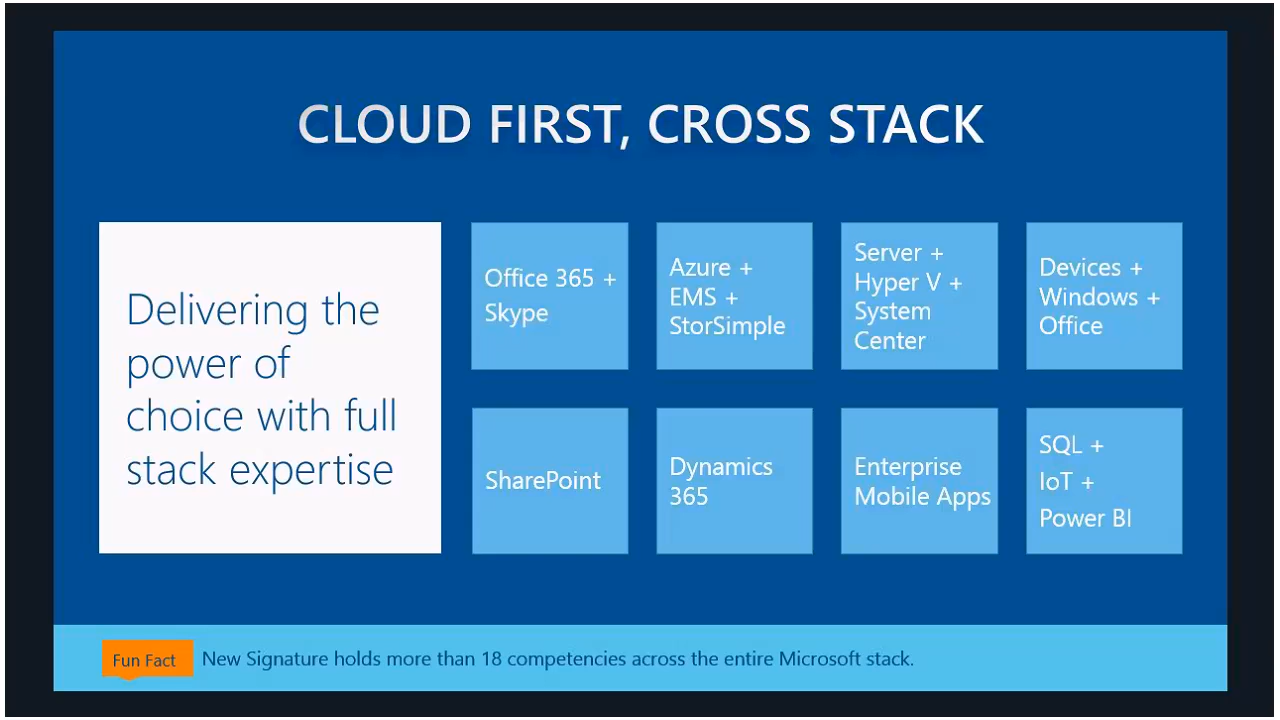 CLOUD FIRST, CROSS STACK
Delivering the
power of
choice with full
stack expertise
Office 365 +
Skype
Azure +
EMS +
StorSimple
Server +
Hyper V +
System
Center
Devices +
Windows +
Office
SharePoint
Dynamics
365
Enterprise
Mobile Apps
SQL +
IoT +
Power BI
Fun Fact
New Signature holds more than 18 competencies across the entire Microsoft stack.